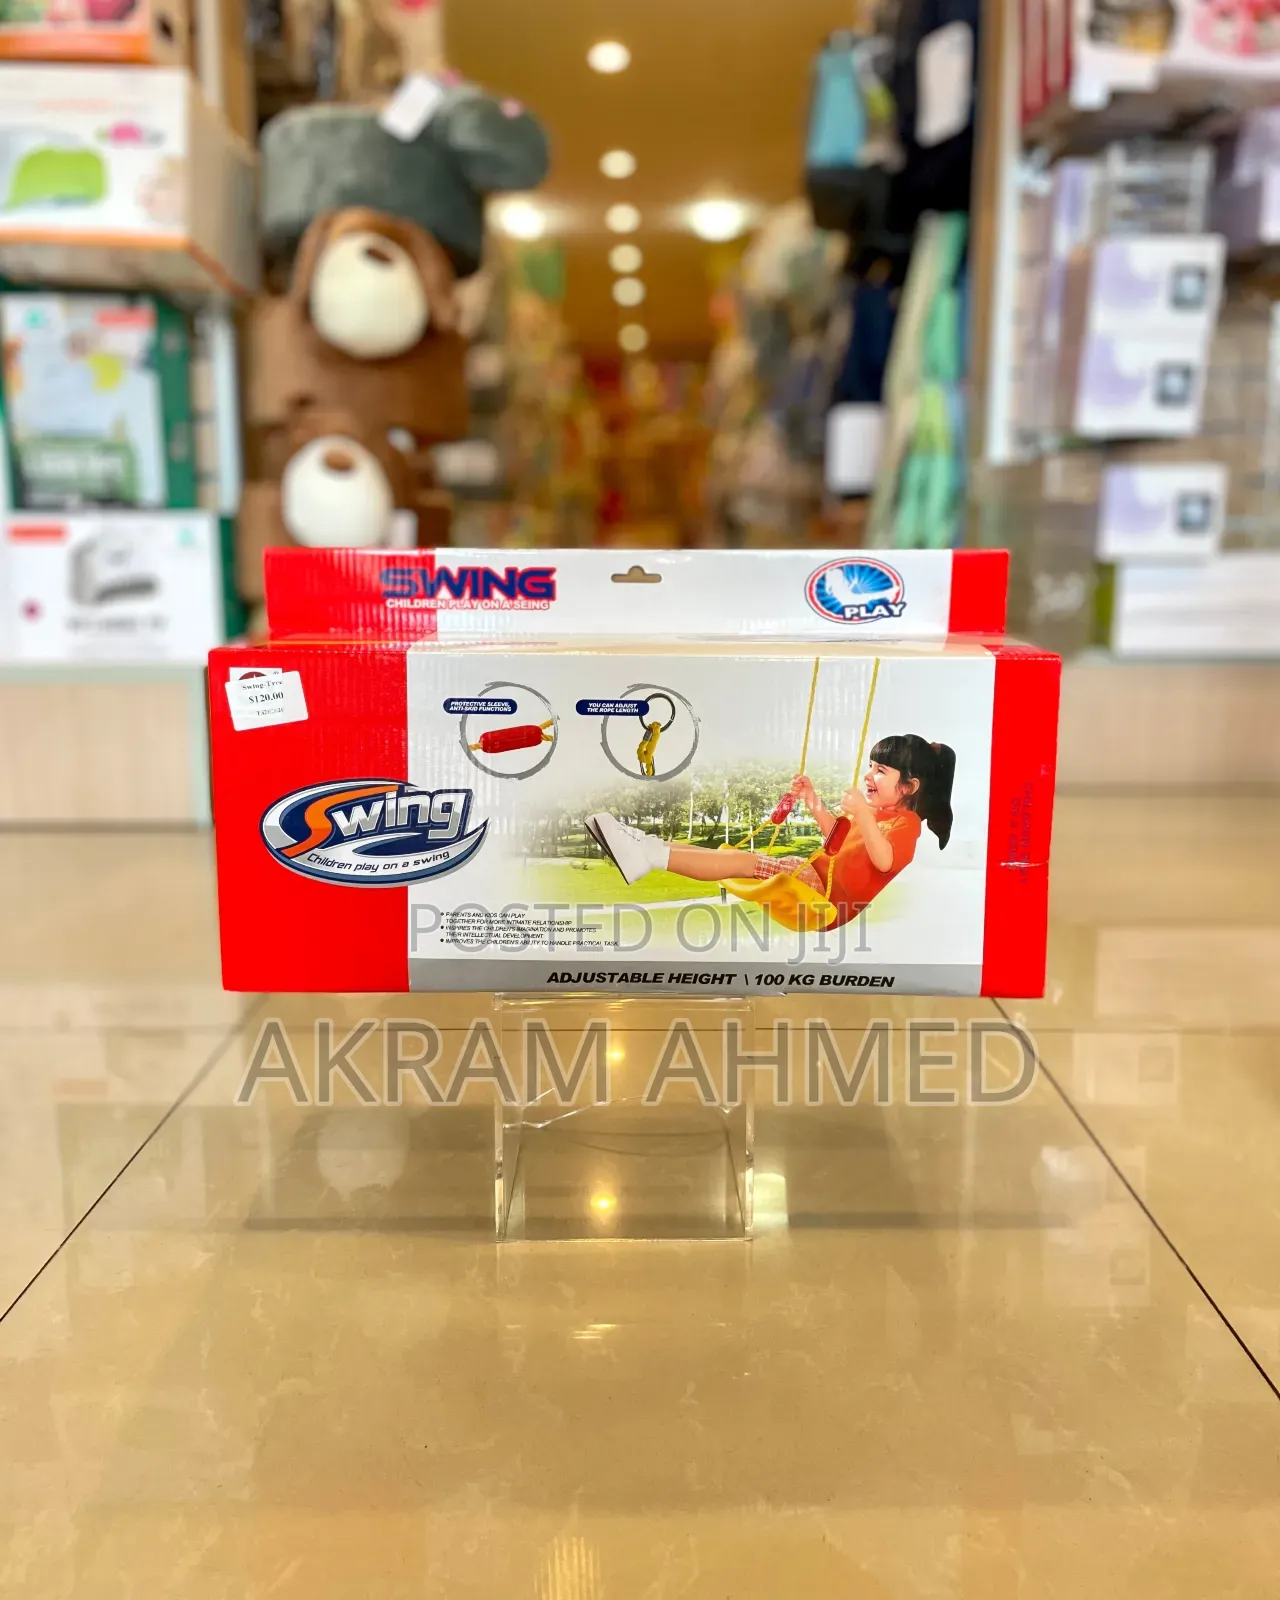 SWING
CHILDREN PLAY ON A SEING
PLAY
Swing-Tree
$120.00
PROTECTIVE SLEEVE,
ANTI-SKID FUNCTIONS
YOU CAN ADJUST
THE ROPE LENGTH
Swing
Children play on a swing
PARENTS AND KIDS CAN PLAY
TOGETHER FOR MORE INTIMATE RELATIONSHIP
INSPIRES THE CHILDREN'S IMAGINATION AND PROMOTES
THEIR INTELLECTUAL DEVELOPMENT
IMPROVES THE CHILDREN'S ABILITY TO HANDLE PRACTICAL TASK
POSTED ON JIJI
ADJUSTABLE HEIGHT \ 100 KG BURDEN
AKRAM AHMED